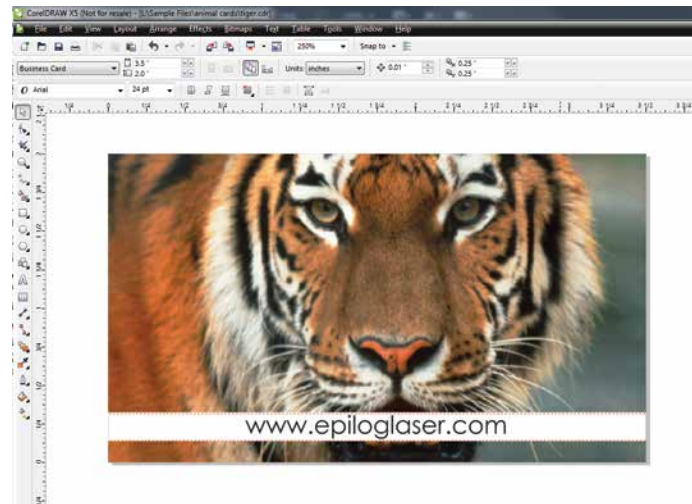 CorelDRAW X5 (Not for resale) - [L:\Sample Files\animal cards\tiger.cdr]
File Edit View Layout Arrange Effects Bitmaps Text Table Tools Window Help
250% Snap to
Business Card 3.5" 2.0" Units: inches 0.01" 0.25" 0.25"
Arial 24 pt
www.epiloglaser.com